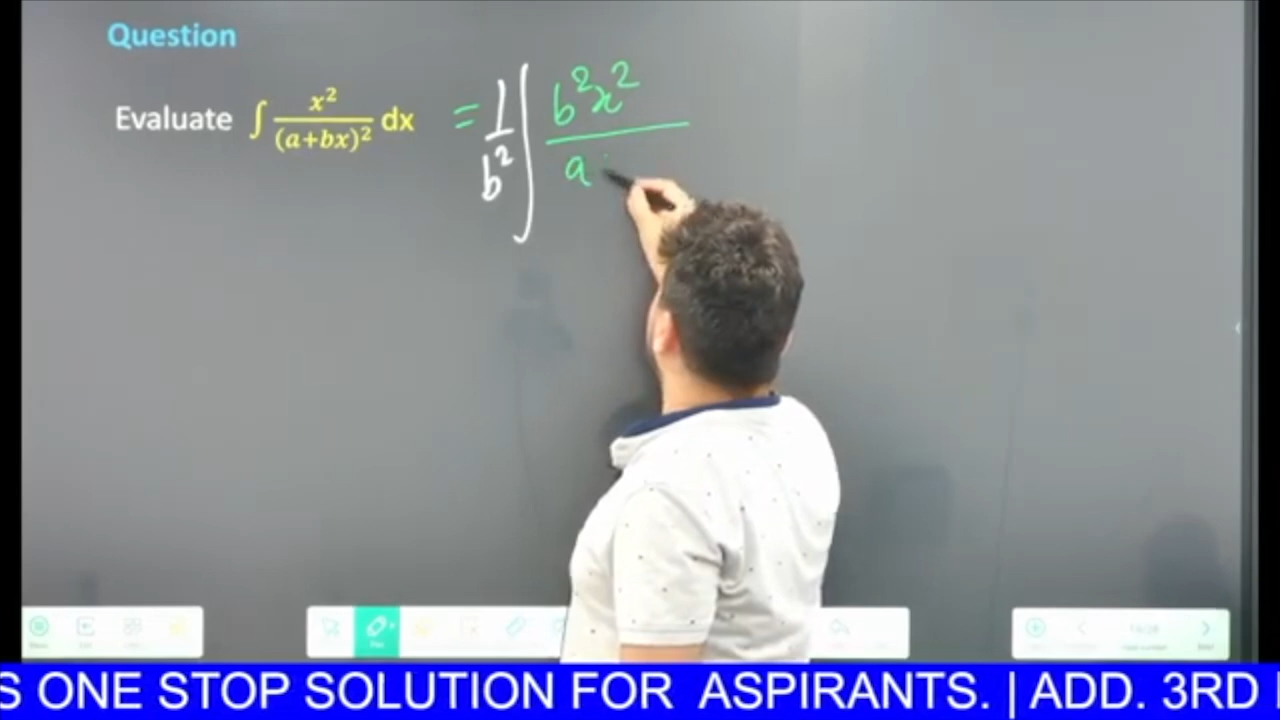 Question
Evaluate ∫ x²/(a+bx)² dx = 1/b² ∫ b²x²/a
S ONE STOP SOLUTION FOR ASPIRANTS. | ADD. 3RD